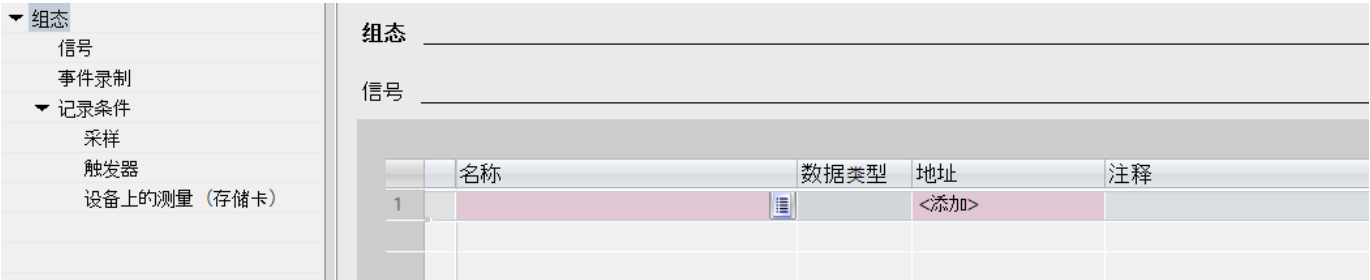 组态
信号
事件录制
记录条件
采样
触发器
设备上的测量（存储卡）
组态
信号
名称 数据类型 地址 注释
1 <添加>